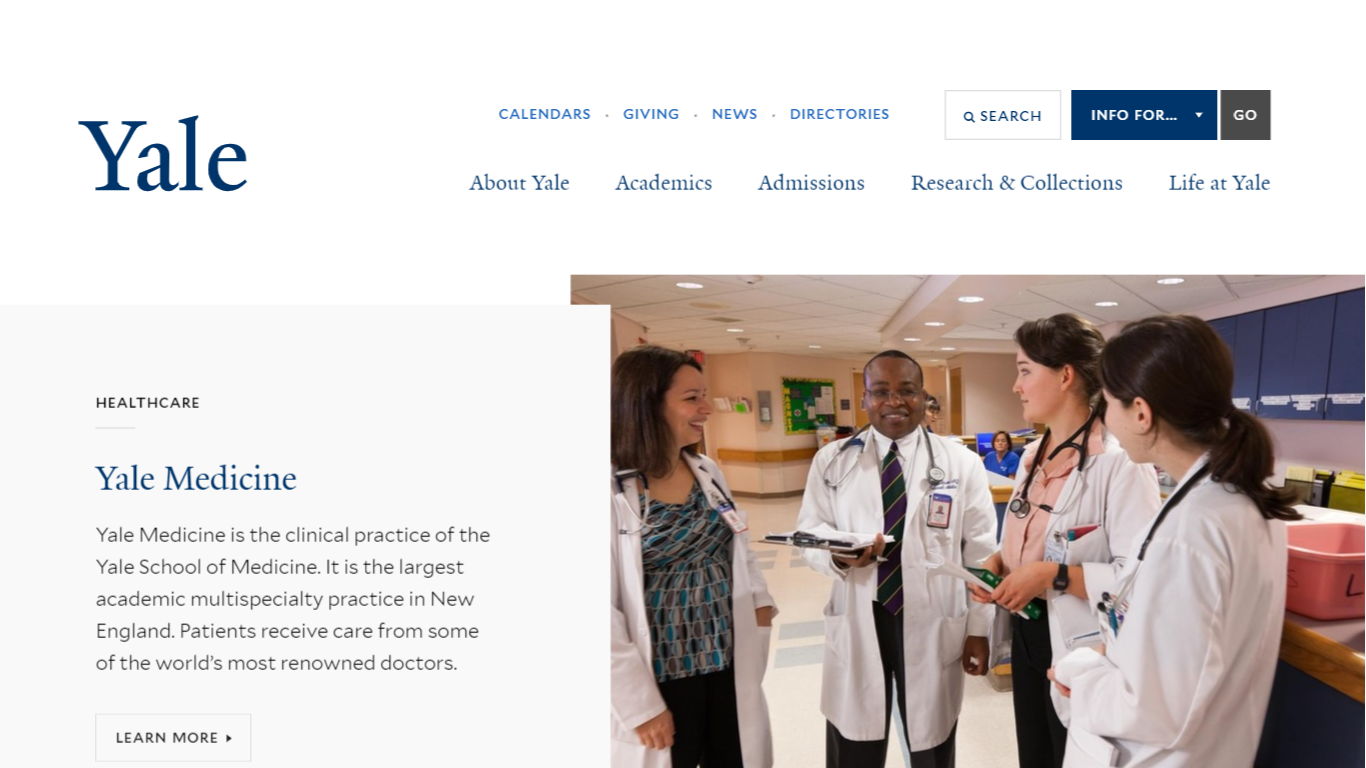 Yale
CALENDARS · GIVING · NEWS · DIRECTORIES
SEARCH
INFO FOR...
GO
About Yale
Academics
Admissions
Research & Collections
Life at Yale
HEALTHCARE
Yale Medicine
Yale Medicine is the clinical practice of the
Yale School of Medicine. It is the largest
academic multispecialty practice in New
England. Patients receive care from some
of the world’s most renowned doctors.
LEARN MORE